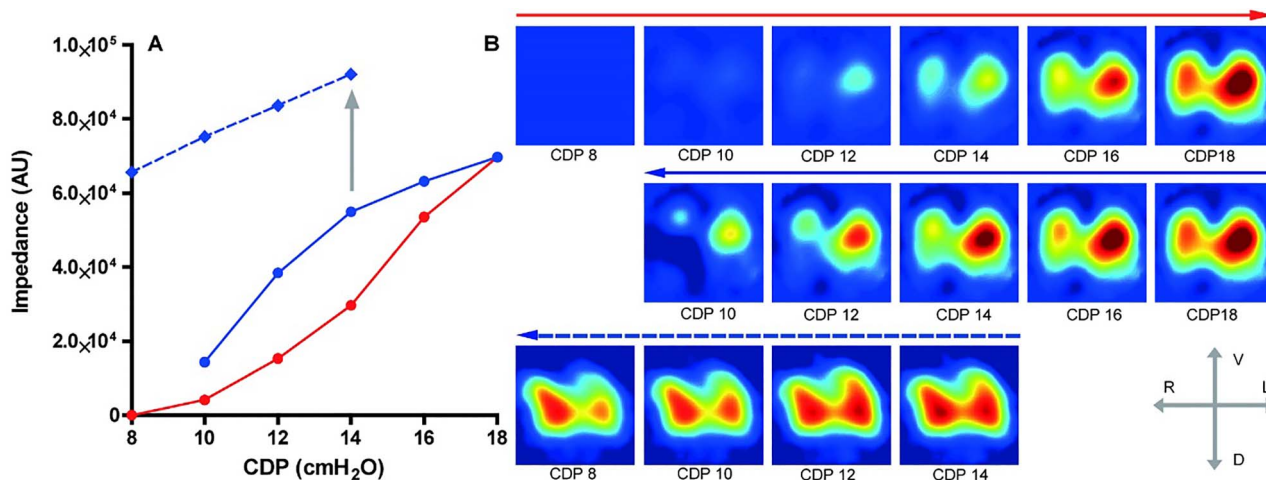 A
B
Impedance (AU)
1.0×10⁵
8.0×10⁴
6.0×10⁴
4.0×10⁴
2.0×10⁴
0
8 10 12 14 16 18
CDP (cmH₂O)
CDP 8 CDP 10 CDP 12 CDP 14 CDP 16 CDP18
CDP 10 CDP 12 CDP 14 CDP 16 CDP18
CDP 8 CDP 10 CDP 12 CDP 14
V
R L
D